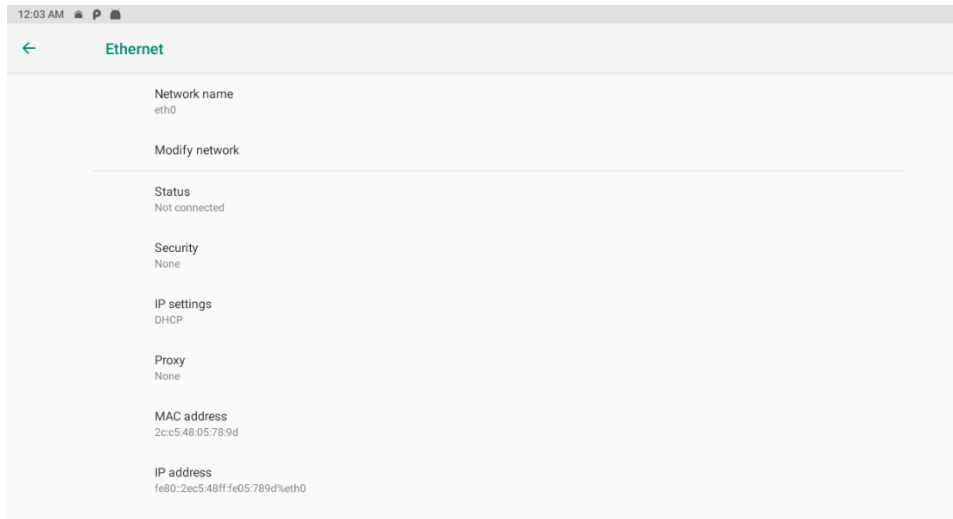 12:03 AM
Ethernet
Network name
eth0
Modify network
Status
Not connected
Security
None
IP settings
DHCP
Proxy
None
MAC address
2c:c5:48:05:78:9d
IP address
fe80::2ec5:48ff:fe05:789d%eth0